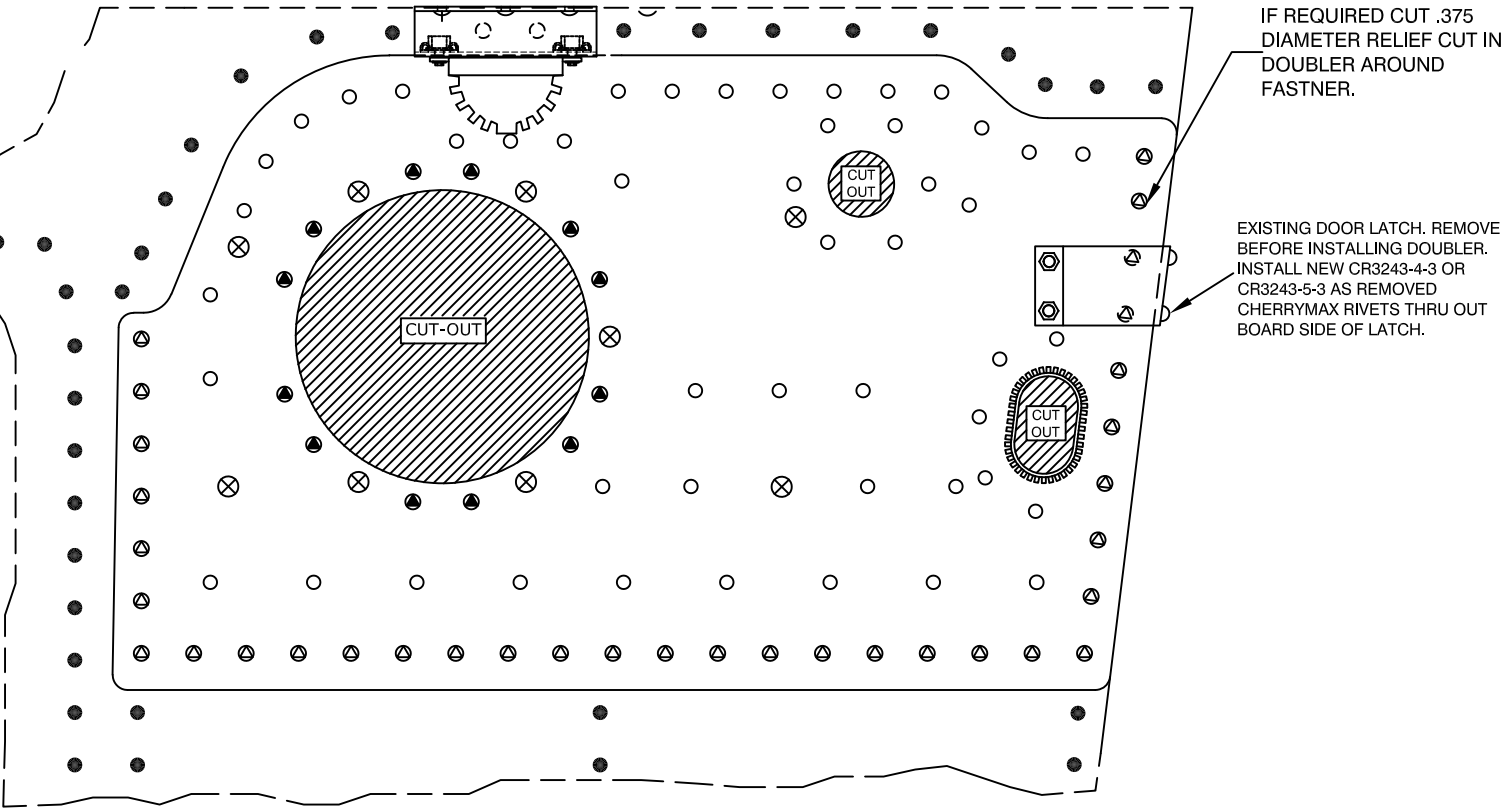 IF REQUIRED CUT .375
DIAMETER RELIEF CUT IN
DOUBLER AROUND
FASTNER.
CUT
OUT
EXISTING DOOR LATCH. REMOVE
BEFORE INSTALLING DOUBLER.
INSTALL NEW CR3243-4-3 OR
CR3243-5-3 AS REMOVED
CHERRYMAX RIVETS THRU OUT
BOARD SIDE OF LATCH.
CUT-OUT
CUT
OUT